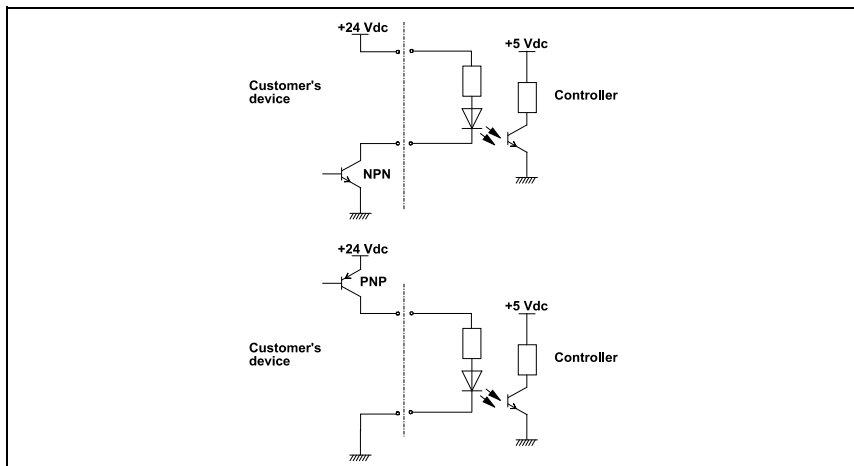 +24 Vdc
+5 Vdc
Customer's
device
Controller
NPN
+24 Vdc
PNP
+5 Vdc
Customer's
device
Controller